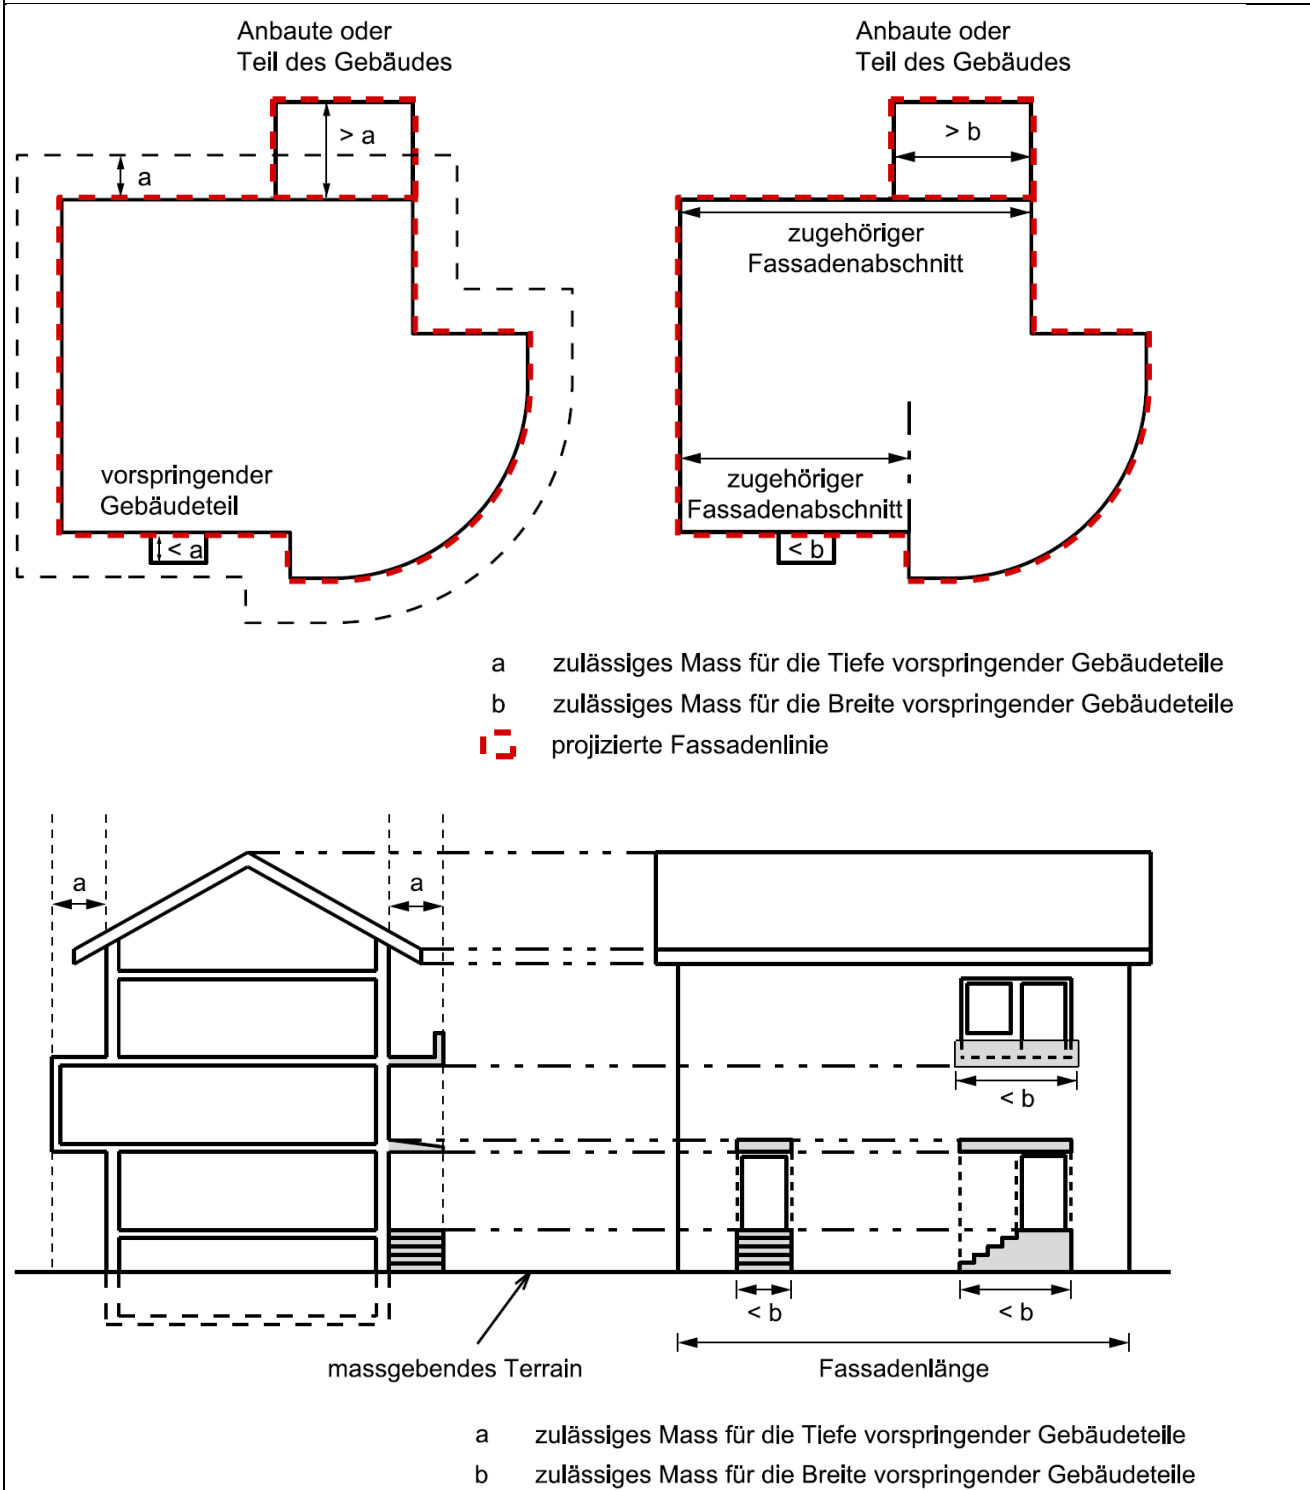 Anbaute oder
Teil des Gebäudes
> a
a
vorspringender
Gebäudeteil
< a
Anbaute oder
Teil des Gebäudes
> b
zugehöriger
Fassadenabschnitt
zugehöriger
Fassadenabschnitt
< b
a zulässiges Mass für die Tiefe vorspringender Gebäudeteile
b zulässiges Mass für die Breite vorspringender Gebäudeteile
projizierte Fassadenlinie
a
a
< b
< b
< b
massgebendes Terrain
Fassadenlänge
a zulässiges Mass für die Tiefe vorspringender Gebäudeteile
b zulässiges Mass für die Breite vorspringender Gebäudeteile